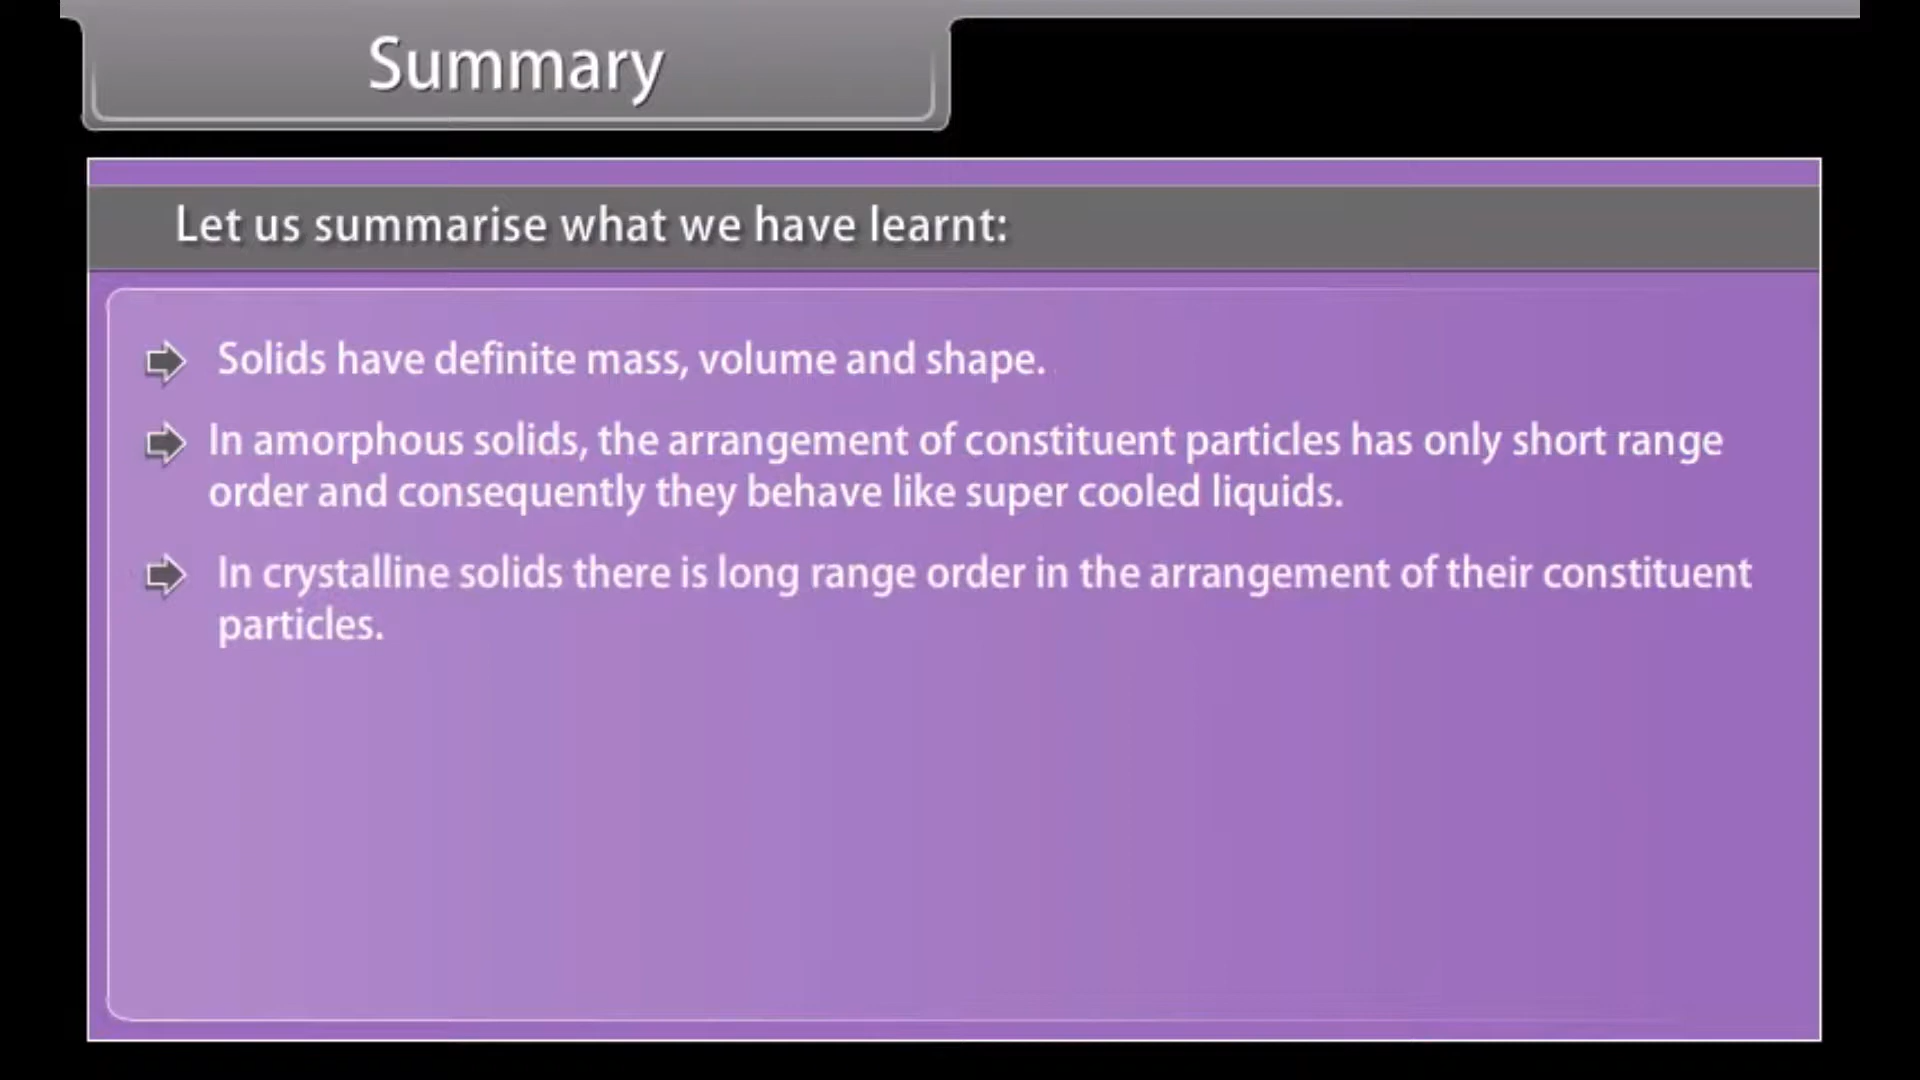 Summary
Let us summarise what we have learnt:
Solids have definite mass, volume and shape.
In amorphous solids, the arrangement of constituent particles has only short range
order and consequently they behave like super cooled liquids.
In crystalline solids there is long range order in the arrangement of their constituent
particles.